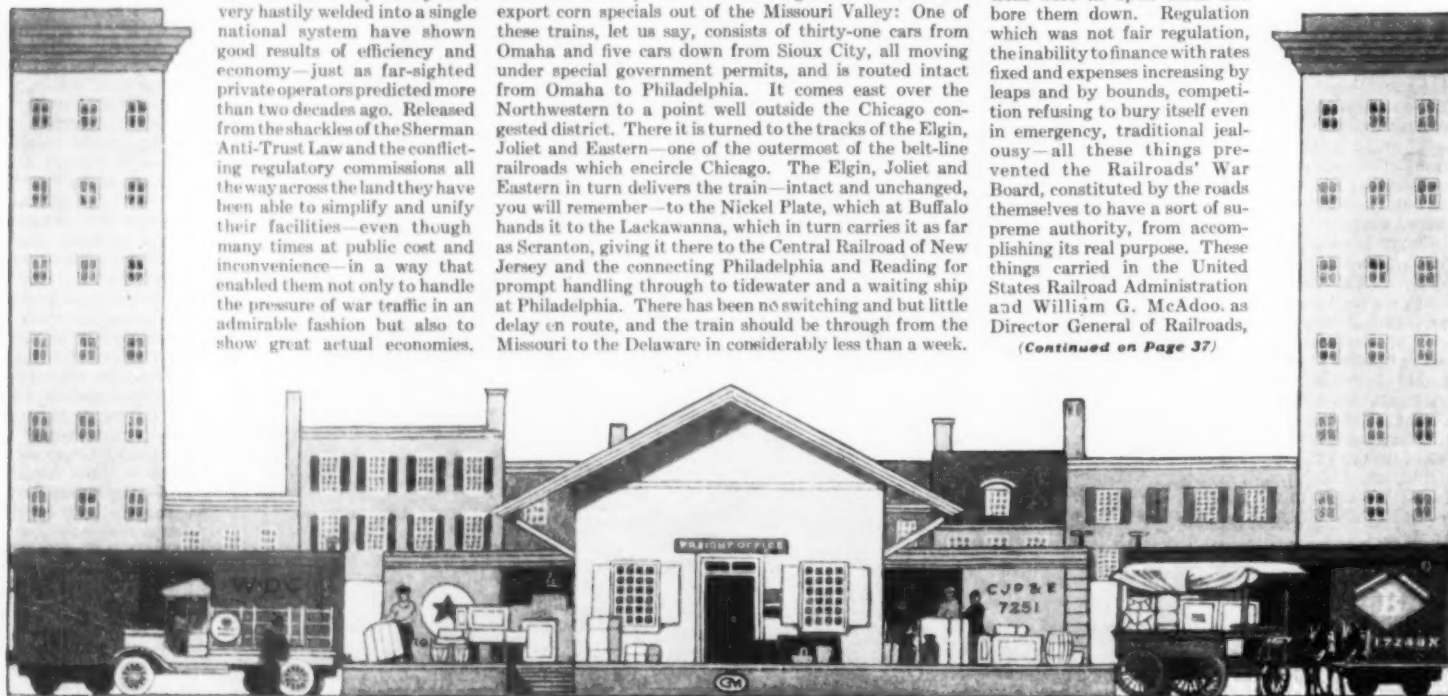 very hastily welded into a single
national system have shown
good results of efficiency and
economy—just as far-sighted
private operators predicted more
than two decades ago. Released
from the shackles of the Sherman
Anti-Trust Law and the conflict-
ing regulatory commissions all
the way across the land they have
been able to simplify and unify
their facilities—even though
many times at public cost and
inconvenience—in a way that
enabled them not only to handle
the pressure of war traffic in an
admirable fashion but also to
show great actual economies.
export corn specials out of the Missouri Valley: One of
these trains, let us say, consists of thirty-one cars from
Omaha and five cars down from Sioux City, all moving
under special government permits, and is routed intact
from Omaha to Philadelphia. It comes east over the
Northwestern to a point well outside the Chicago con-
gested district. There it is turned to the tracks of the Elgin,
Joliet and Eastern—one of the outermost of the belt-line
railroads which encircle Chicago. The Elgin, Joliet and
Eastern in turn delivers the train—intact and unchanged,
you will remember—to the Nickel Plate, which at Buffalo
hands it to the Lackawanna, which in turn carries it as far
as Scranton, giving it there to the Central Railroad of New
Jersey and the connecting Philadelphia and Reading for
prompt handling through to tidewater and a waiting ship
at Philadelphia. There has been no switching and but little
delay en route, and the train should be through from the
Missouri to the Delaware in considerably less than a week.
bore them down. Regulation
which was not fair regulation,
the inability to finance with rates
fixed and expenses increasing by
leaps and by bounds, competi-
tion refusing to bury itself even
in emergency, traditional jeal-
ousy—all these things pre-
vented the Railroads' War
Board, constituted by the roads
themselves to have a sort of su-
preme authority, from accom-
plishing its real purpose. These
things carried in the United
States Railroad Administration
and William G. McAdoo, as
Director General of Railroads,
(Continued on Page 37)
FREIGHT OFFICE
W·D·C
CJP&E
7251
B
17248X
CM